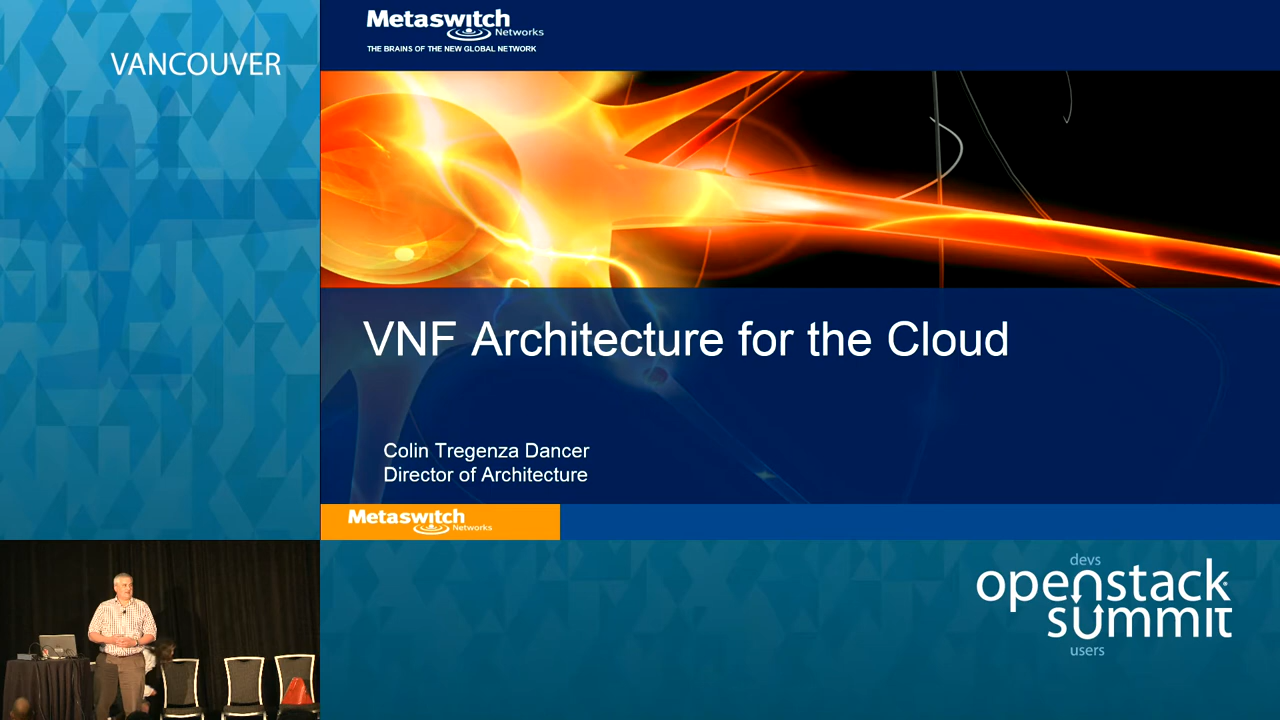 VANCOUVER
Metaswitch
Networks
THE BRAINS OF THE NEW GLOBAL NETWORK
VNF Architecture for the Cloud
Colin Tregenza Dancer
Director of Architecture
Metaswitch
Networks
devs
openstack
summit
users